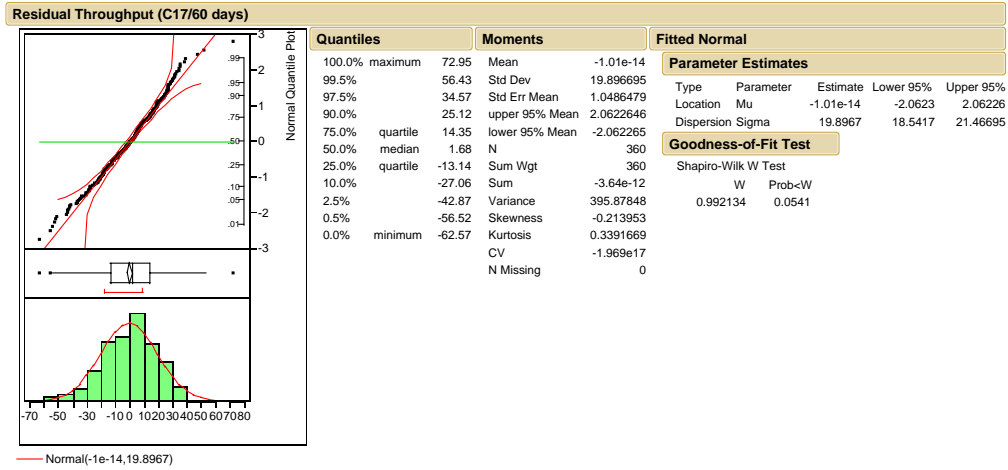 Residual Throughput (C17/60 days)
3
2
1
0
-1
-2
-3
.99
.95
.90
.75
.50
.25
.10
.05
.01
Normal Quantile Plot
-70 -50 -30 -10 0 10 20 30 40 50 60 70 80
Normal(-1e-14,19.8967)
Quantiles
100.0% maximum 72.95
99.5% 56.43
97.5% 34.57
90.0% 25.12
75.0% quartile 14.35
50.0% median 1.68
25.0% quartile -13.14
10.0% -27.06
2.5% -42.87
0.5% -56.52
0.0% minimum -62.57
Moments
Mean -1.01e-14
Std Dev 19.896695
Std Err Mean 1.0486479
upper 95% Mean 2.0622646
lower 95% Mean -2.062265
N 360
Sum Wgt 360
Sum -3.64e-12
Variance 395.87848
Skewness -0.213953
Kurtosis 0.3391669
CV -1.969e17
N Missing 0
Fitted Normal
Parameter Estimates
Type Parameter Estimate Lower 95% Upper 95%
Location Mu -1.01e-14 -2.0623 2.06226
Dispersion Sigma 19.8967 18.5417 21.46695
Goodness-of-Fit Test
Shapiro-Wilk W Test
W Prob<W
0.992134 0.0541